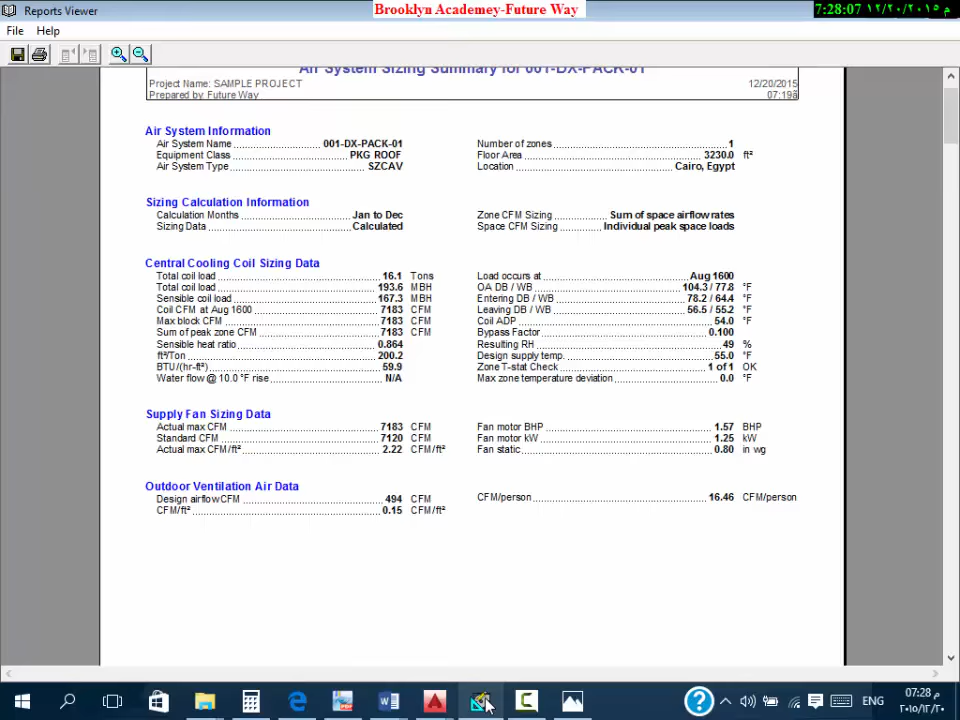 Reports Viewer
Brooklyn Academey-Future Way
7:28:07 ١٢/٢٠/٢٠١٥ م
File Help
Air System Sizing Summary for 001-DX-PACK-01
Project Name: SAMPLE PROJECT 12/20/2015
Prepared by: Future Way 07:19ã
Air System Information
Air System Name 001-DX-PACK-01 Number of zones 1
Equipment Class PKG ROOF Floor Area 3230.0 ft²
Air System Type SZCAV Location Cairo, Egypt
Sizing Calculation Information
Calculation Months Jan to Dec Zone CFM Sizing Sum of space airflow rates
Sizing Data Calculated Space CFM Sizing Individual peak space loads
Central Cooling Coil Sizing Data
Total coil load 16.1 Tons Load occurs at Aug 1600
Total coil load 193.6 MBH OA DB / WB 104.3 / 77.8 °F
Sensible coil load 167.3 MBH Entering DB / WB 78.2 / 64.4 °F
Coil CFM at Aug 1600 7183 CFM Leaving DB / WB 56.5 / 55.2 °F
Max block CFM 7183 CFM Coil ADP 54.0 °F
Sum of peak zone CFM 7183 CFM Bypass Factor 0.100
Sensible heat ratio 0.864 Resulting RH 49 %
ft²/Ton 200.2 Design supply temp. 55.0 °F
BTU/(hr-ft²) 59.9 Zone T-stat Check 1 of 1 OK
Water flow @ 10.0 °F rise N/A Max zone temperature deviation 0.0 °F
Supply Fan Sizing Data
Actual max CFM 7183 CFM Fan motor BHP 1.57 BHP
Standard CFM 7120 CFM Fan motor kW 1.25 kW
Actual max CFM/ft² 2.22 CFM/ft² Fan static 0.80 in wg
Outdoor Ventilation Air Data
Design airflow CFM 494 CFM CFM/person 16.46 CFM/person
CFM/ft² 0.15 CFM/ft²
ENG
07:28 م
٢٠١٥/١٢/٢٠